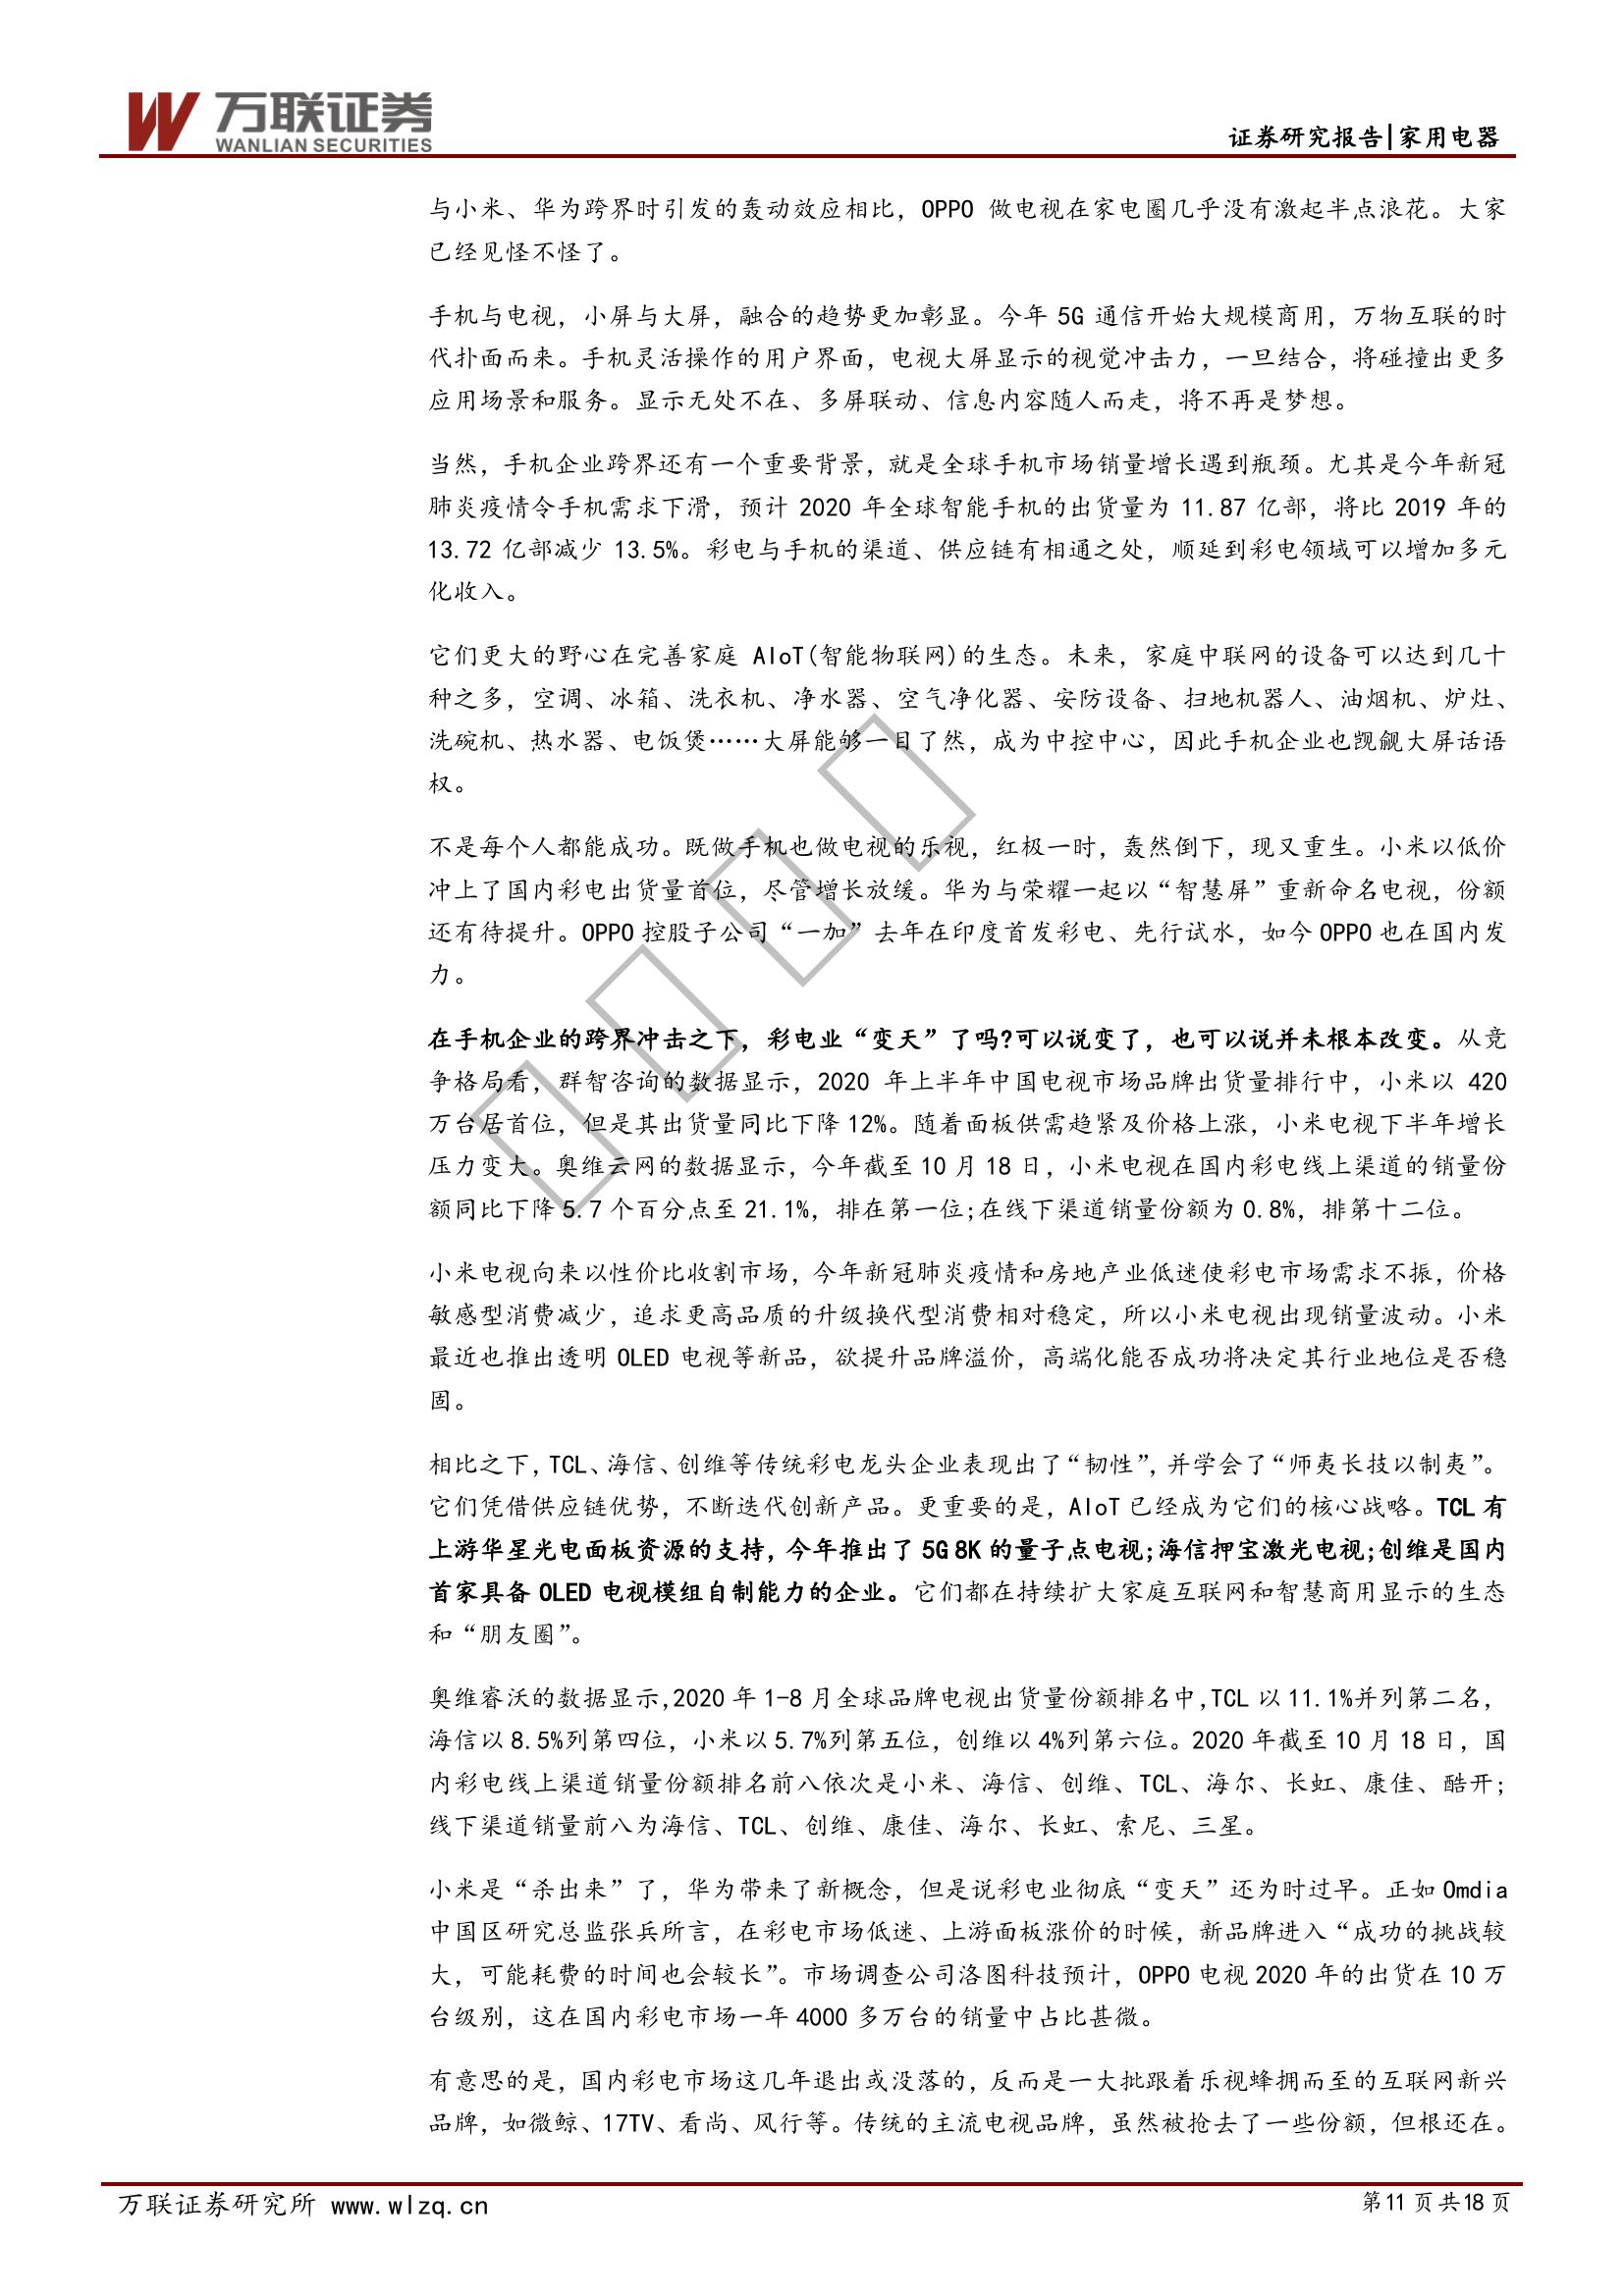 万联证券
WANLIAN SECURITIES
证券研究报告|家用电器
与小米、华为跨界时引发的轰动效应相比，OPPO 做电视在家电圈几乎没有激起半点浪花。大家
已经见怪不怪了。
手机与电视，小屏与大屏，融合的趋势更加彰显。今年 5G 通信开始大规模商用，万物互联的时
代扑面而来。手机灵活操作的用户界面，电视大屏显示的视觉冲击力，一旦结合，将碰撞出更多
应用场景和服务。显示无处不在、多屏联动、信息内容随人而走，将不再是梦想。
当然，手机企业跨界还有一个重要背景，就是全球手机市场销量增长遇到瓶颈。尤其是今年新冠
肺炎疫情令手机需求下滑，预计 2020 年全球智能手机的出货量为 11.87 亿部，将比 2019 年的
13.72 亿部减少 13.5%。彩电与手机的渠道、供应链有相通之处，顺延到彩电领域可以增加多元
化收入。
它们更大的野心在完善家庭 AIoT(智能物联网)的生态。未来，家庭中联网的设备可以达到几十
种之多，空调、冰箱、洗衣机、净水器、空气净化器、安防设备、扫地机器人、油烟机、炉灶、
洗碗机、热水器、电饭煲……大屏能够一目了然，成为中控中心，因此手机企业也觊觎大屏话语
权。
不是每个人都能成功。既做手机也做电视的乐视，红极一时，轰然倒下，现又重生。小米以低价
冲上了国内彩电出货量首位，尽管增长放缓。华为与荣耀一起以“智慧屏”重新命名电视，份额
还有待提升。OPPO 控股子公司“一加”去年在印度首发彩电、先行试水，如今 OPPO 也在国内发
力。
在手机企业的跨界冲击之下，彩电业“变天”了吗?可以说变了，也可以说并未根本改变。从竞
争格局看，群智咨询的数据显示，2020 年上半年中国电视市场品牌出货量排行中，小米以 420
万台居首位，但是其出货量同比下降 12%。随着面板供需趋紧及价格上涨，小米电视下半年增长
压力变大。奥维云网的数据显示，今年截至 10 月 18 日，小米电视在国内彩电线上渠道的销量份
额同比下降 5.7 个百分点至 21.1%，排在第一位;在线下渠道销量份额为 0.8%，排第十二位。
小米电视向来以性价比收割市场，今年新冠肺炎疫情和房地产业低迷使彩电市场需求不振，价格
敏感型消费减少，追求更高品质的升级换代型消费相对稳定，所以小米电视出现销量波动。小米
最近也推出透明 OLED 电视等新品，欲提升品牌溢价，高端化能否成功将决定其行业地位是否稳
固。
相比之下，TCL、海信、创维等传统彩电龙头企业表现出了“韧性”，并学会了“师夷长技以制夷”。
它们凭借供应链优势，不断迭代创新产品。更重要的是，AIoT 已经成为它们的核心战略。TCL 有
上游华星光电面板资源的支持，今年推出了 5G 8K 的量子点电视;海信押宝激光电视;创维是国内
首家具备 OLED 电视模组自制能力的企业。它们都在持续扩大家庭互联网和智慧商用显示的生态
和“朋友圈”。
奥维睿沃的数据显示,2020 年 1-8 月全球品牌电视出货量份额排名中,TCL 以 11.1%并列第二名，
海信以 8.5%列第四位，小米以 5.7%列第五位，创维以 4%列第六位。2020 年截至 10 月 18 日，国
内彩电线上渠道销量份额排名前八依次是小米、海信、创维、TCL、海尔、长虹、康佳、酷开;
线下渠道销量前八为海信、TCL、创维、康佳、海尔、长虹、索尼、三星。
小米是“杀出来”了，华为带来了新概念，但是说彩电业彻底“变天”还为时过早。正如 Omdia
中国区研究总监张兵所言，在彩电市场低迷、上游面板涨价的时候，新品牌进入“成功的挑战较
大，可能耗费的时间也会较长”。市场调查公司洛图科技预计，OPPO 电视 2020 年的出货在 10 万
台级别，这在国内彩电市场一年 4000 多万台的销量中占比甚微。
有意思的是，国内彩电市场这几年退出或没落的，反而是一大批跟着乐视蜂拥而至的互联网新兴
品牌，如微鲸、17TV、看尚、风行等。传统的主流电视品牌，虽然被抢去了一些份额，但根还在。
万联证券研究所 www.wlzq.cn
第 11 页 共 18 页